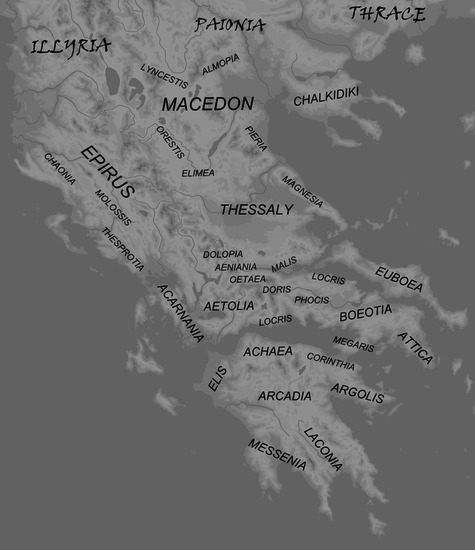 THRACE
PAIONIA
ILLYRIA
ALMOPIA
LYNCESTIS
MACEDON
CHALKIDIKI
ORESTIS
PIERIA
EPIRUS
CHAONIA
ELIMEA
MAGNESIA
MOLOSSIS
THESSALY
THESPROTIA
DOLOPIA
AENIANIA
MALIS
OETAEA
LOCRIS
EUBOEA
DORIS
PHOCIS
ACARNANIA
AETOLIA
BOEOTIA
LOCRIS
ATTICA
MEGARIS
ACHAEA
CORINTHIA
ELIS
ARCADIA
ARGOLIS
LACONIA
MESSENIA